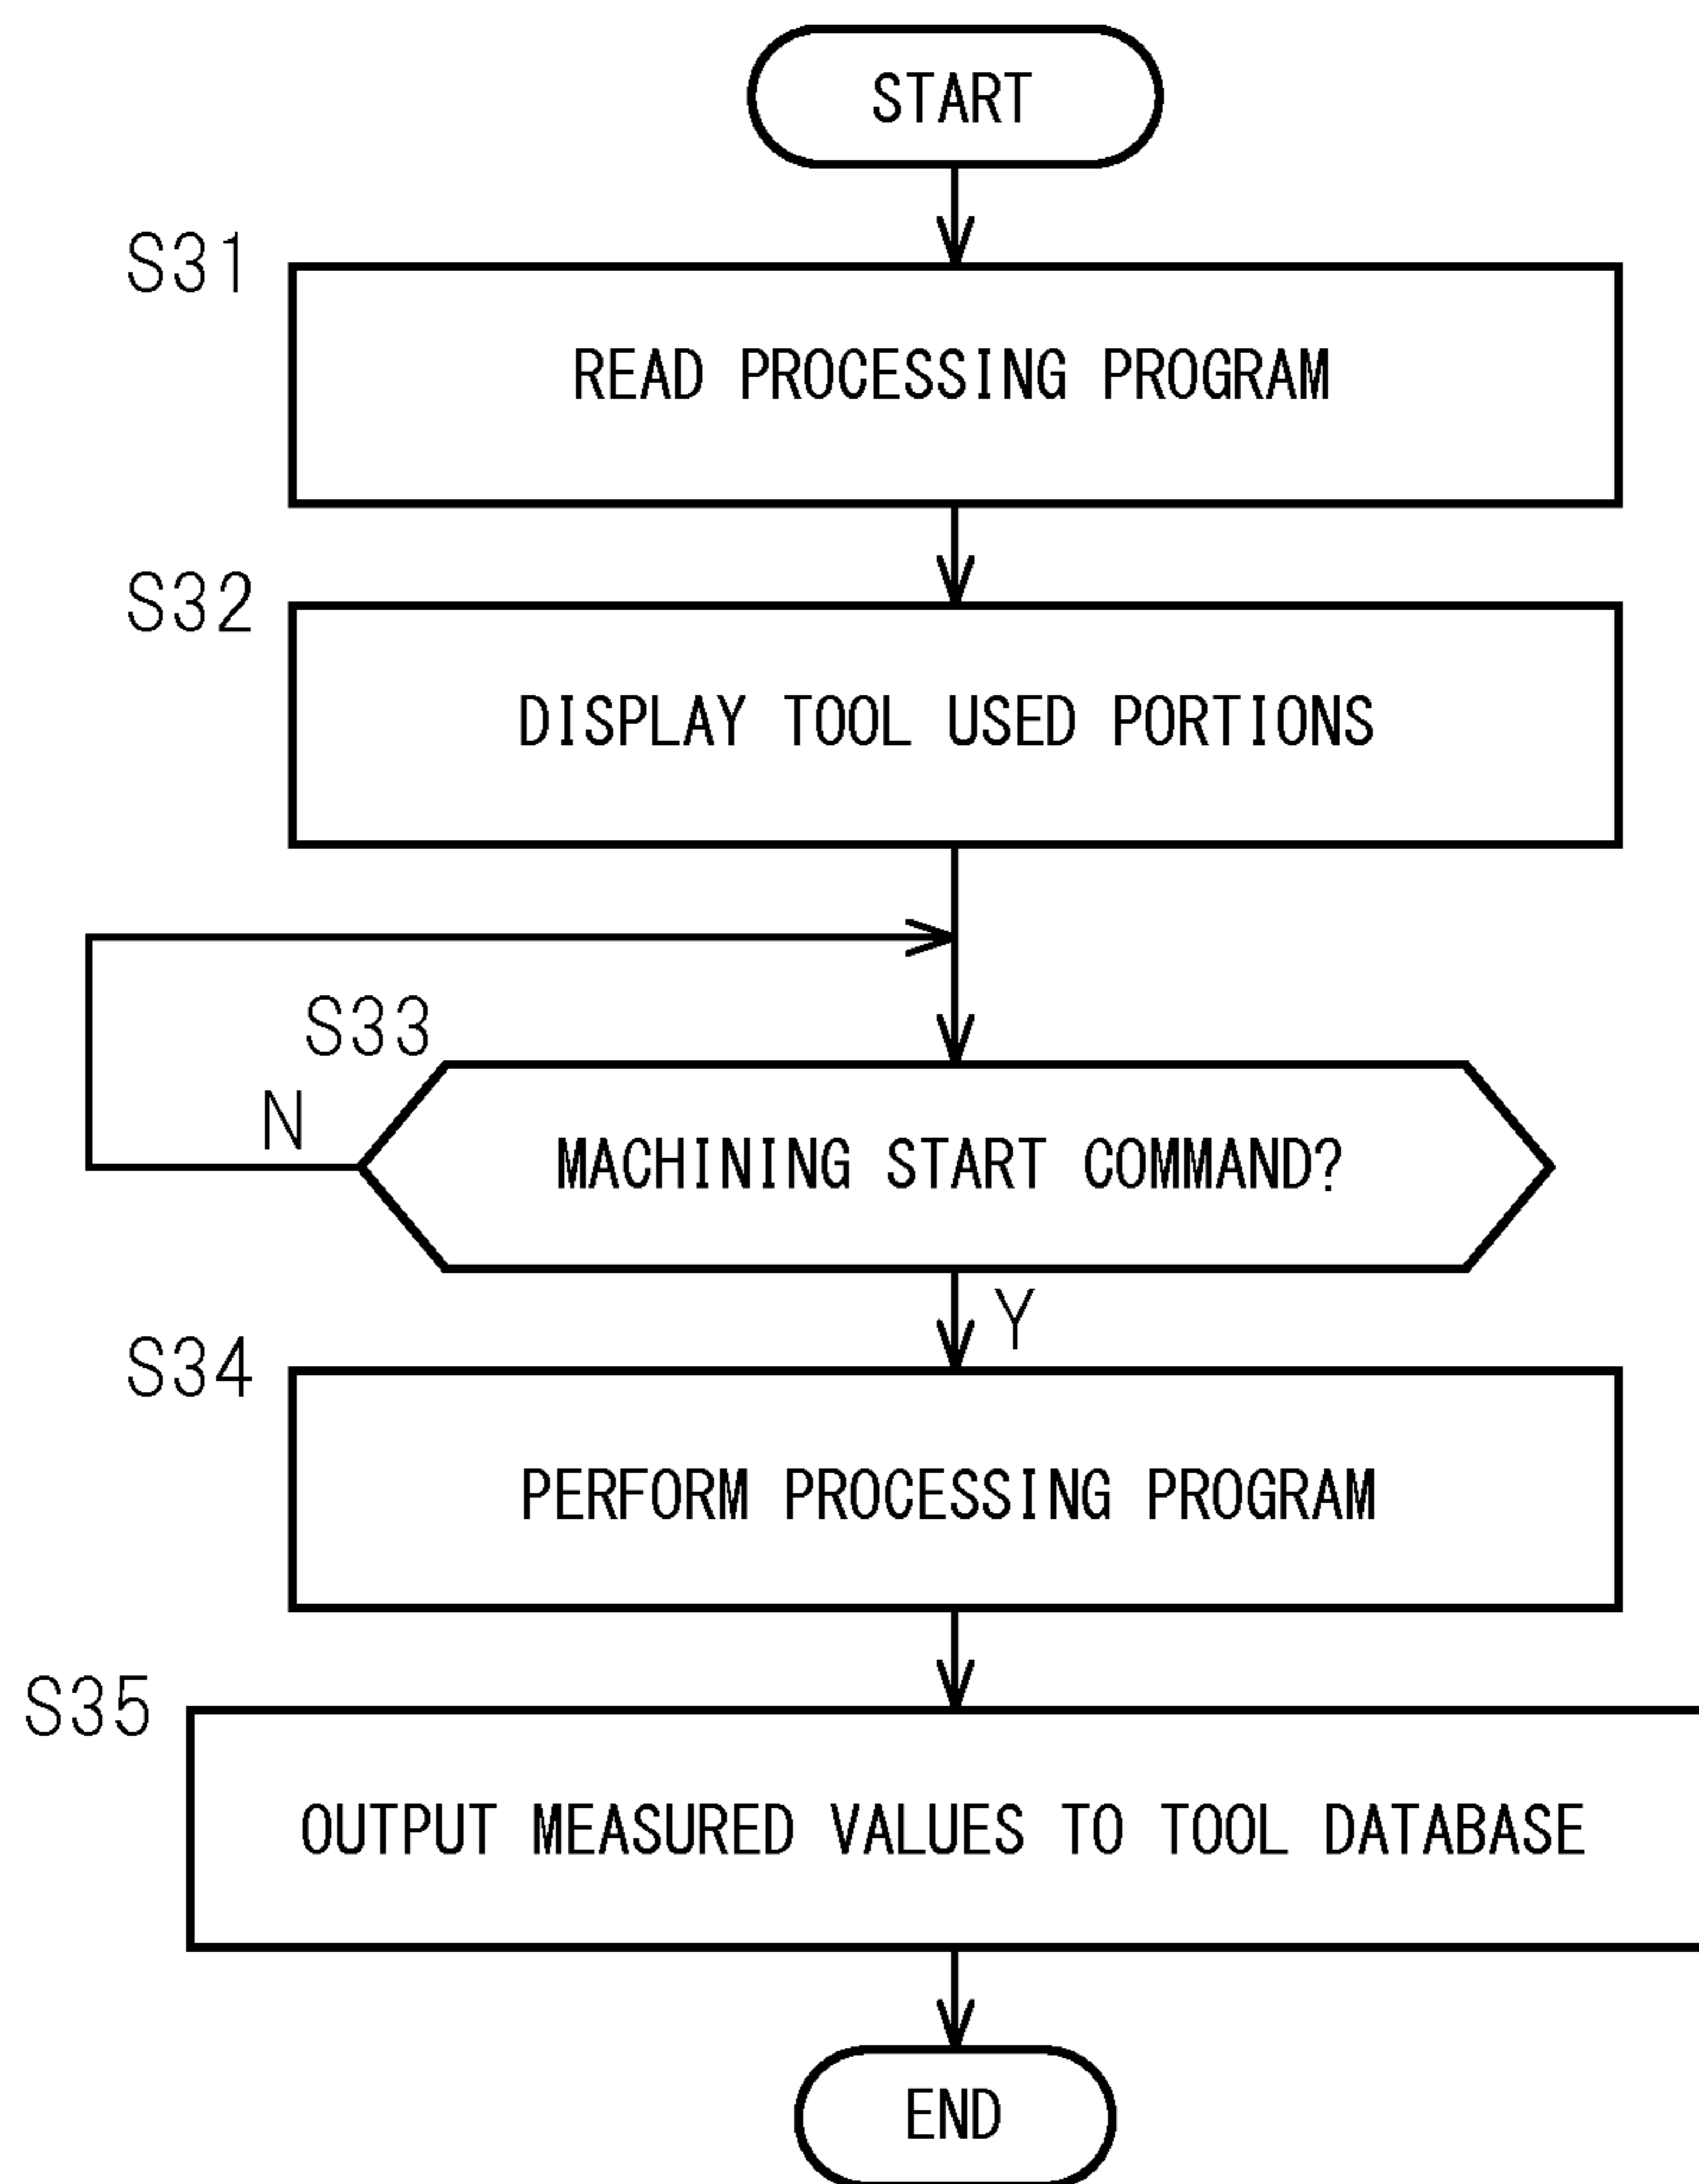 START
S31
READ PROCESSING PROGRAM
S32
DISPLAY TOOL USED PORTIONS
S33
N
MACHINING START COMMAND?
Y
S34
PERFORM PROCESSING PROGRAM
S35
OUTPUT MEASURED VALUES TO TOOL DATABASE
END